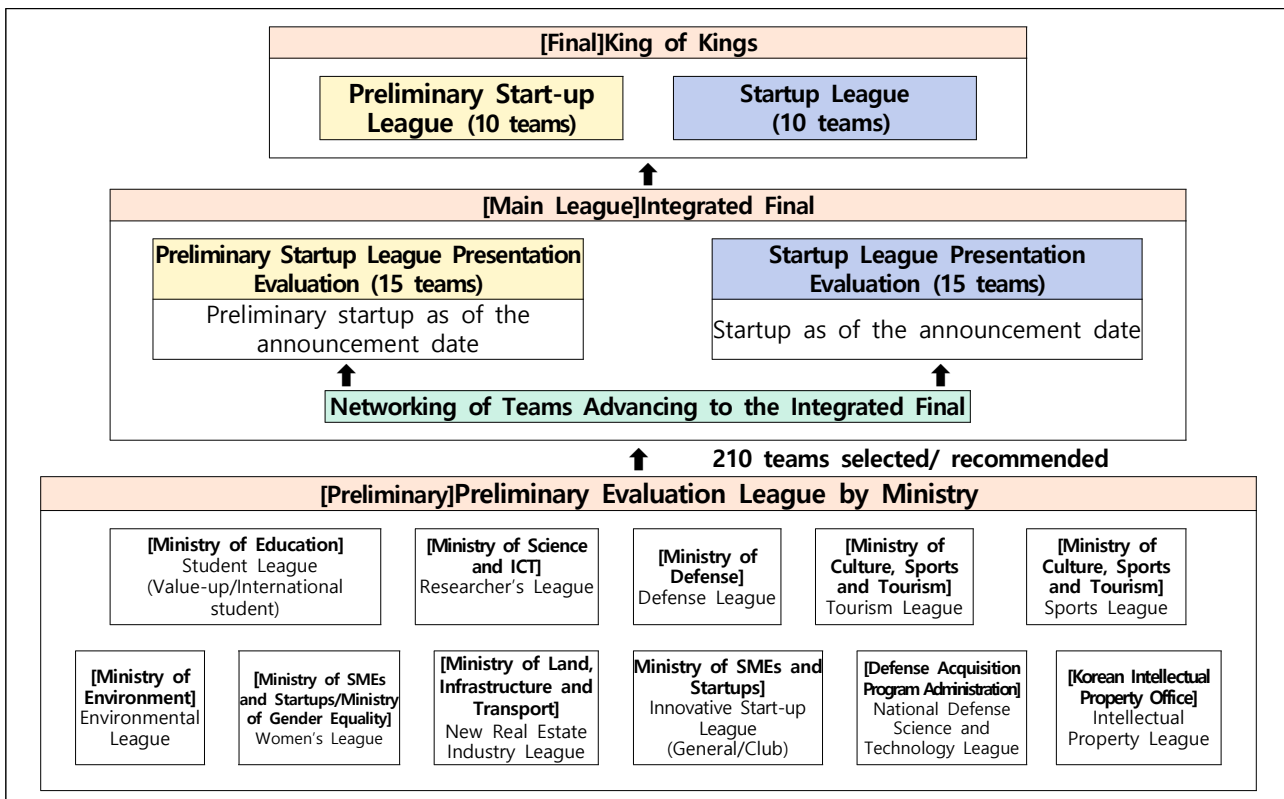 [Final]King of Kings
Preliminary Start-up
League (10 teams)
Startup League
(10 teams)
[Main League]Integrated Final
Preliminary Startup League Presentation
Evaluation (15 teams)
Preliminary startup as of the
announcement date
Startup League Presentation
Evaluation (15 teams)
Startup as of the announcement date
Networking of Teams Advancing to the Integrated Final
210 teams selected/ recommended
[Preliminary]Preliminary Evaluation League by Ministry
[Ministry of Education]
Student League
(Value-up/International
student)
[Ministry of Science
and ICT]
Researcher's League
[Ministry of
Defense]
Defense League
[Ministry of
Culture, Sports
and Tourism]
Tourism League
[Ministry of
Culture, Sports
and Tourism]
Sports League
[Ministry of
Environment]
Environmental
League
[Ministry of SMEs
and Startups/Ministry
of Gender Equality]
Women's League
[Ministry of Land,
Infrastructure and
Transport]
New Real Estate
Industry League
Ministry of SMEs and
Startups]
Innovative Start-up
League
(General/Club)
[Defense Acquisition
Program Administration]
National Defense
Science and
Technology League
[Korean Intellectual
Property Office]
Intellectual
Property League